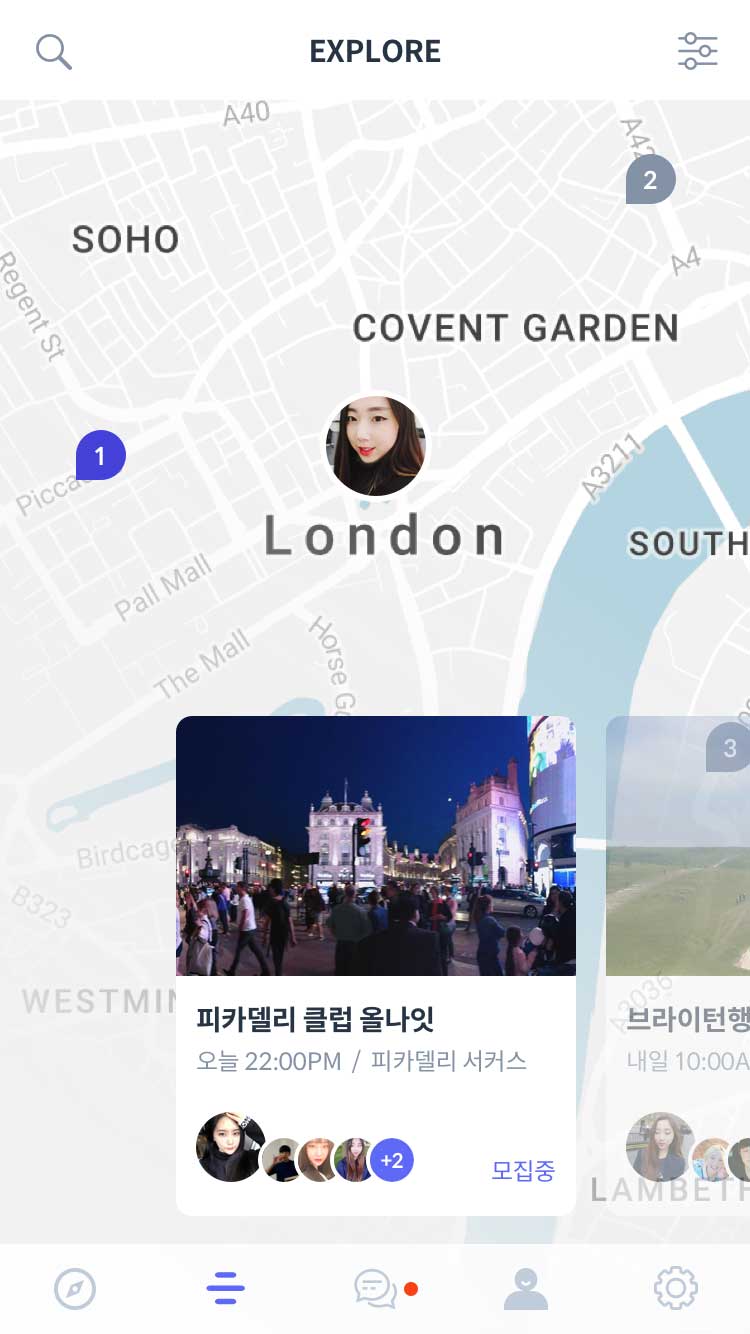 EXPLORE
A40
A42
2
SOHO
A4
Regent St
COVENT GARDEN
1
A3211
Picca
London
SOUTH
Pall Mall
The Mall
Horse G
3
Birdcage
B323
WESTMIN
A3036
피카델리 클럽 올나잇
브라이턴행
오늘 22:00PM / 피카델리 서커스
내일 10:00A
+2
모집중
LAMBETH